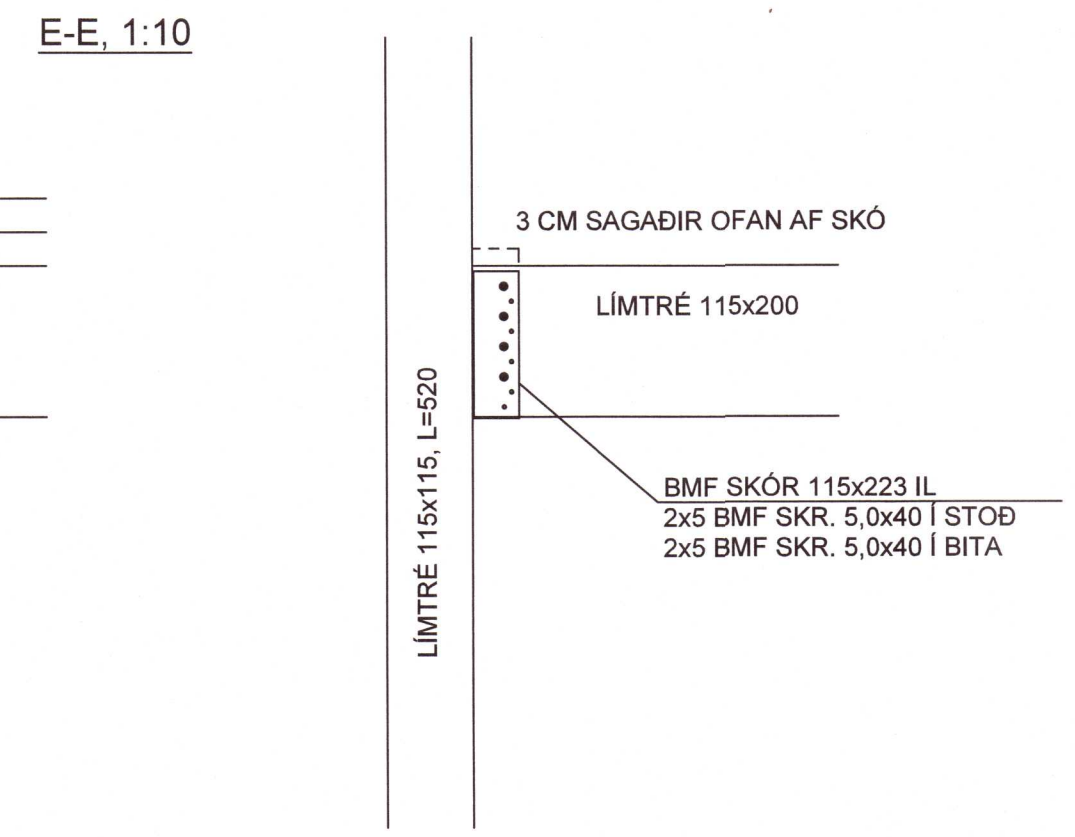 E-E, 1:10
3 CM SAGAÐIR OFAN AF SKÓ
LÍMTRÉ 115x200
LÍMTRÉ 115x115, L=520
BMF SKÓR 115x223 IL
2x5 BMF SKR. 5,0x40 Í STOÐ
2x5 BMF SKR. 5,0x40 Í BITA